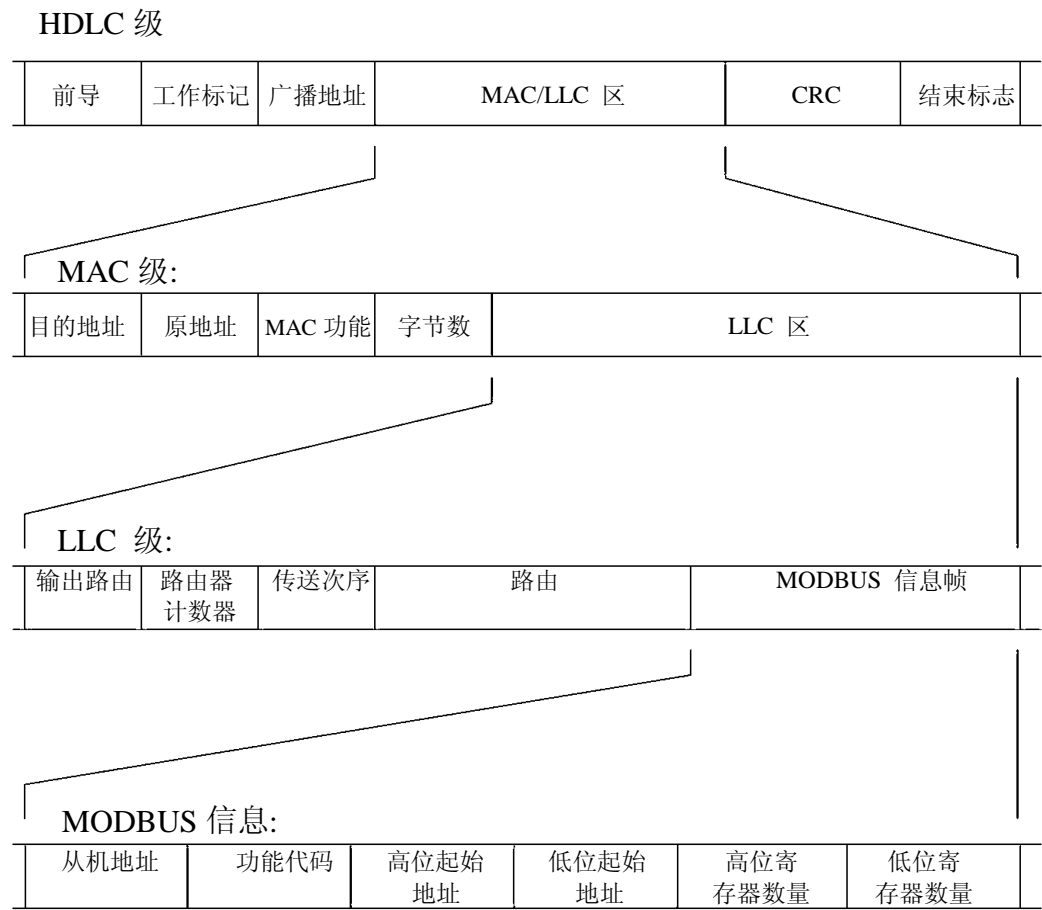 HDLC 级
前导 工作标记 广播地址 MAC/LLC 区 CRC 结束标志
MAC 级:
目的地址 原地址 MAC 功能 字节数 LLC 区
LLC 级:
输出路由 路由器 传送次序 路由 MODBUS 信息帧
计数器
MODBUS 信息:
从机地址 功能代码 高位起始 低位起始 高位寄 低位寄
地址 地址 存器数量 存器数量